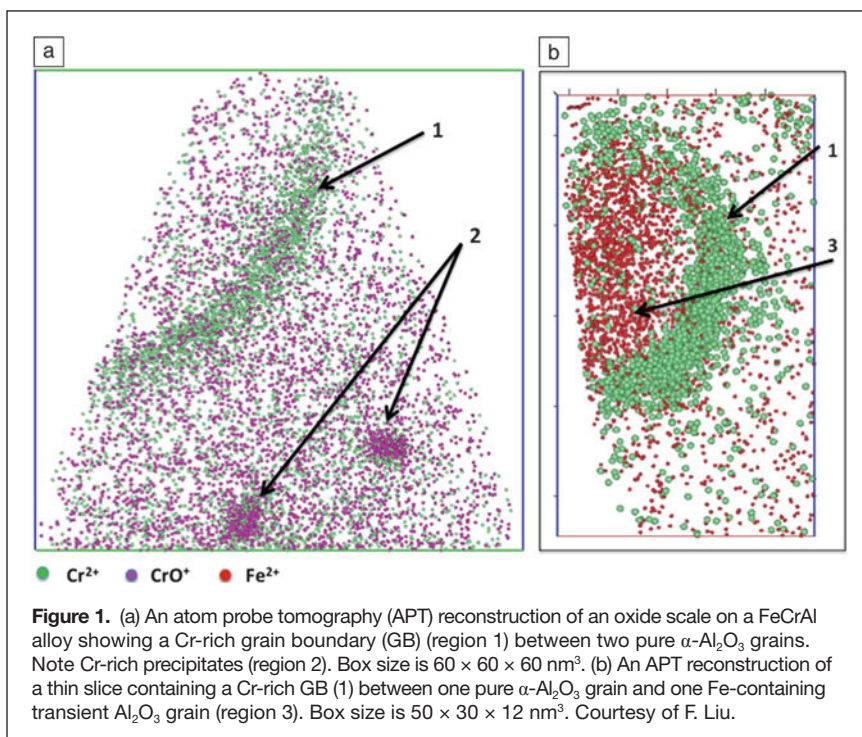 a
b
1
2
1
3
Cr²⁺ CrO⁺ Fe²⁺
Figure 1. (a) An atom probe tomography (APT) reconstruction of an oxide scale on a FeCrAl
alloy showing a Cr-rich grain boundary (GB) (region 1) between two pure α-Al₂O₃ grains.
Note Cr-rich precipitates (region 2). Box size is 60 × 60 × 60 nm³. (b) An APT reconstruction of
a thin slice containing a Cr-rich GB (1) between one pure α-Al₂O₃ grain and one Fe-containing
transient Al₂O₃ grain (region 3). Box size is 50 × 30 × 12 nm³. Courtesy of F. Liu.